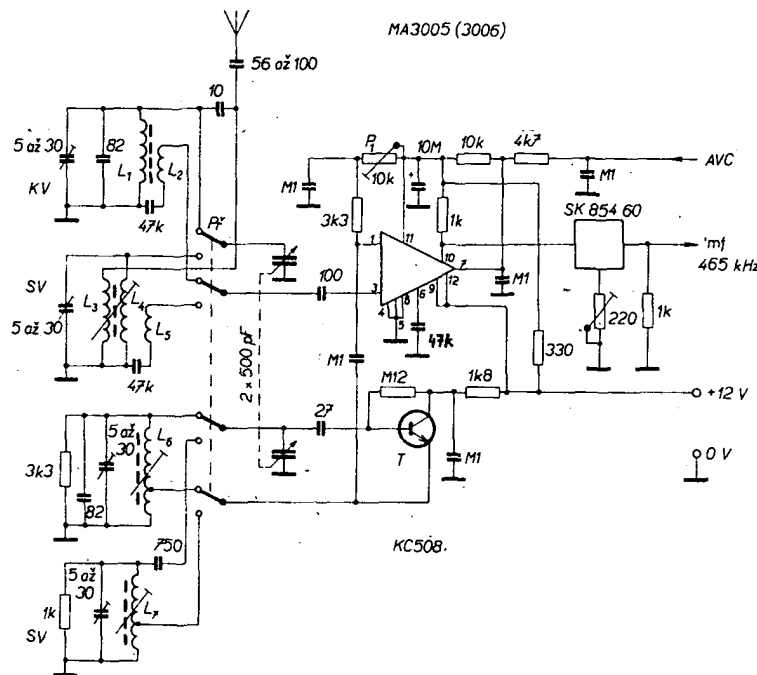 MA3005 (3006)
56 až 100
10
5 až 30
KV
82
L1
L2
47k
Př
M1
P1
10k
10M
+
10k
4k7
AVC
M1
3k3
1k
SK 854 60
mf
465 kHz
1
11
10
7
12
3
4
5
8
6
9
100
47k
M1
220
1k
SV
5 až 30
L3
L4
L5
47k
2 × 500 pF
M1
330
M12
1k8
+12 V
27
T
M1
0 V
3k3
82
5 až
30
L6
KC508
750
5 až
30
1k
SV
L7